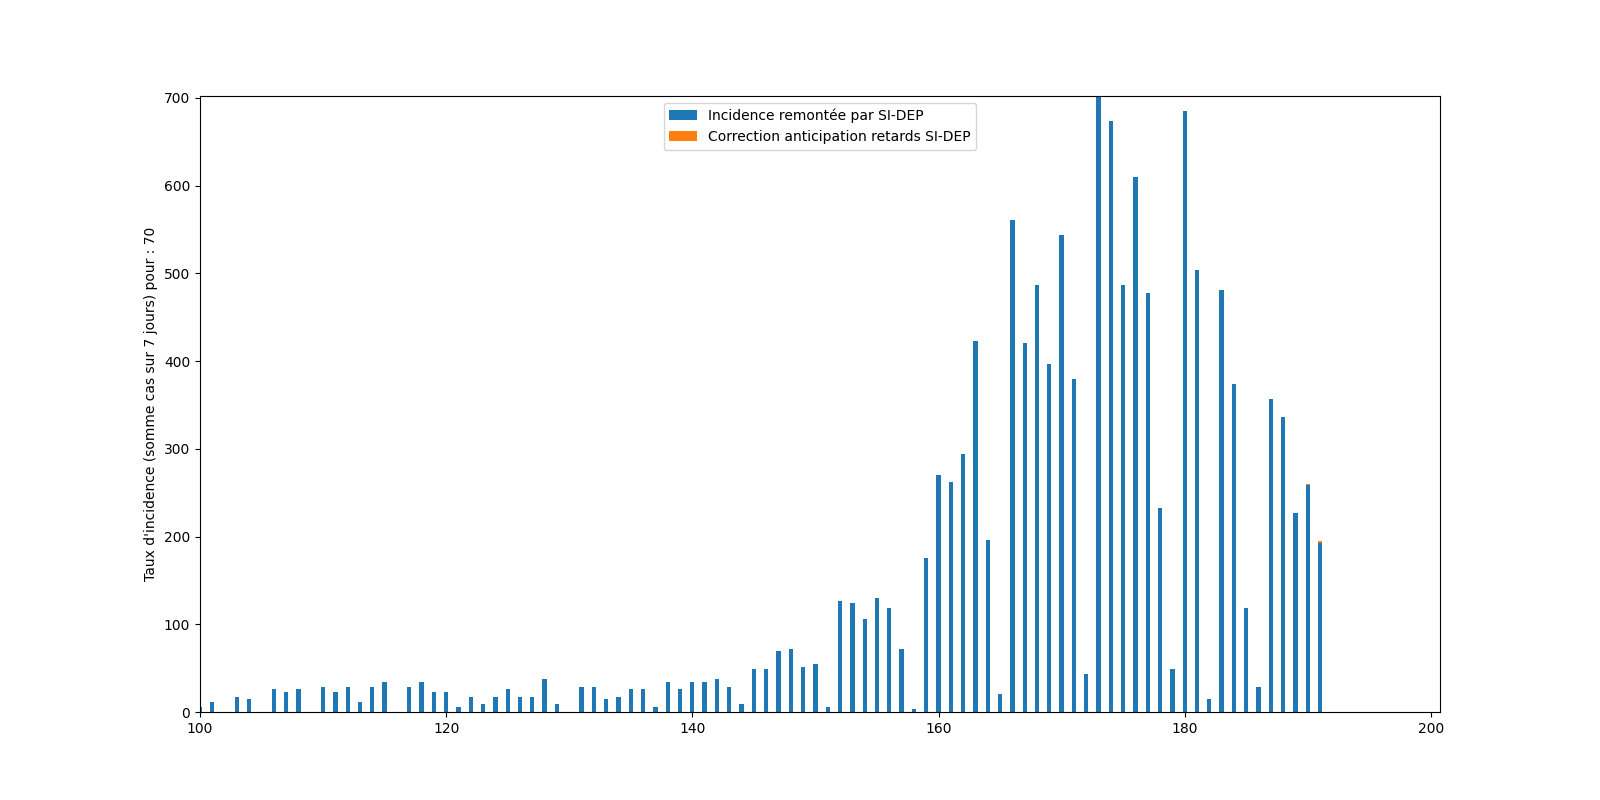 Incidence remontée par SI-DEP
Correction anticipation retards SI-DEP
Taux d'incidence (somme cas sur 7 jours) pour : 70
700
600
500
400
300
200
100
0
100 120 140 160 180 200